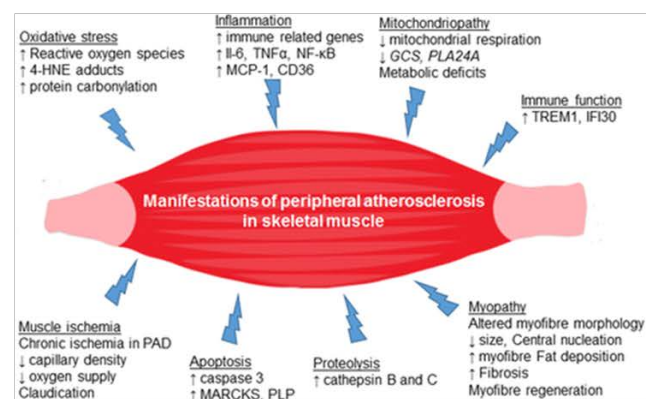 Oxidative stress
↑ Reactive oxygen species
↑ 4-HNE adducts
↑ protein carbonylation
Inflammation
↑ immune related genes
↑ Il-6, TNFα, NF-κB
↑ MCP-1, CD36
Mitochondriopathy
↓ mitochondrial respiration
↓ GCS, PLA24A
Metabolic deficits
Immune function
↑ TREM1, IFI30
Manifestations of peripheral atherosclerosis
in skeletal muscle
Muscle ischemia
Chronic ischemia in PAD
↓ capillary density
↓ oxygen supply
Claudication
Apoptosis
↑ caspase 3
↑ MARCKS, PLP
Proteolysis
↑ cathepsin B and C
Myopathy
Altered myofibre morphology
↓ size, Central nucleation
↑ myofibre Fat deposition
↑ Fibrosis
Myofibre regeneration